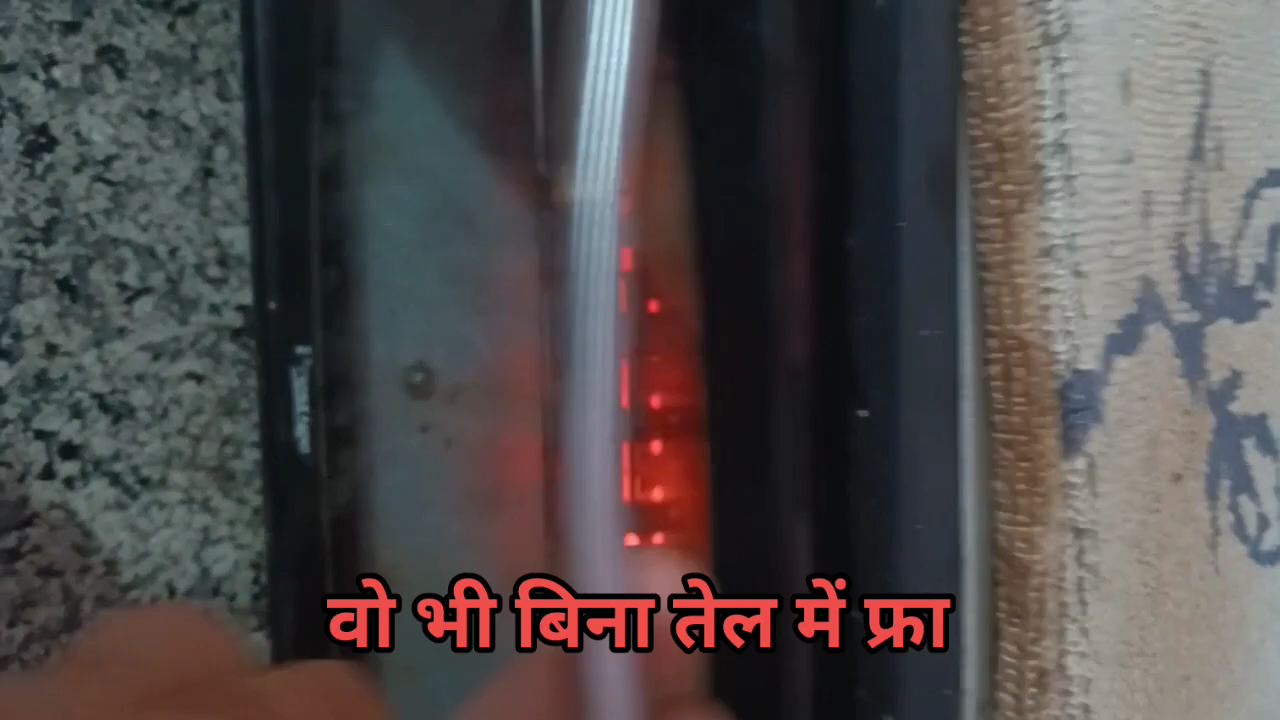 वो भी बिना तेल में फ्रा